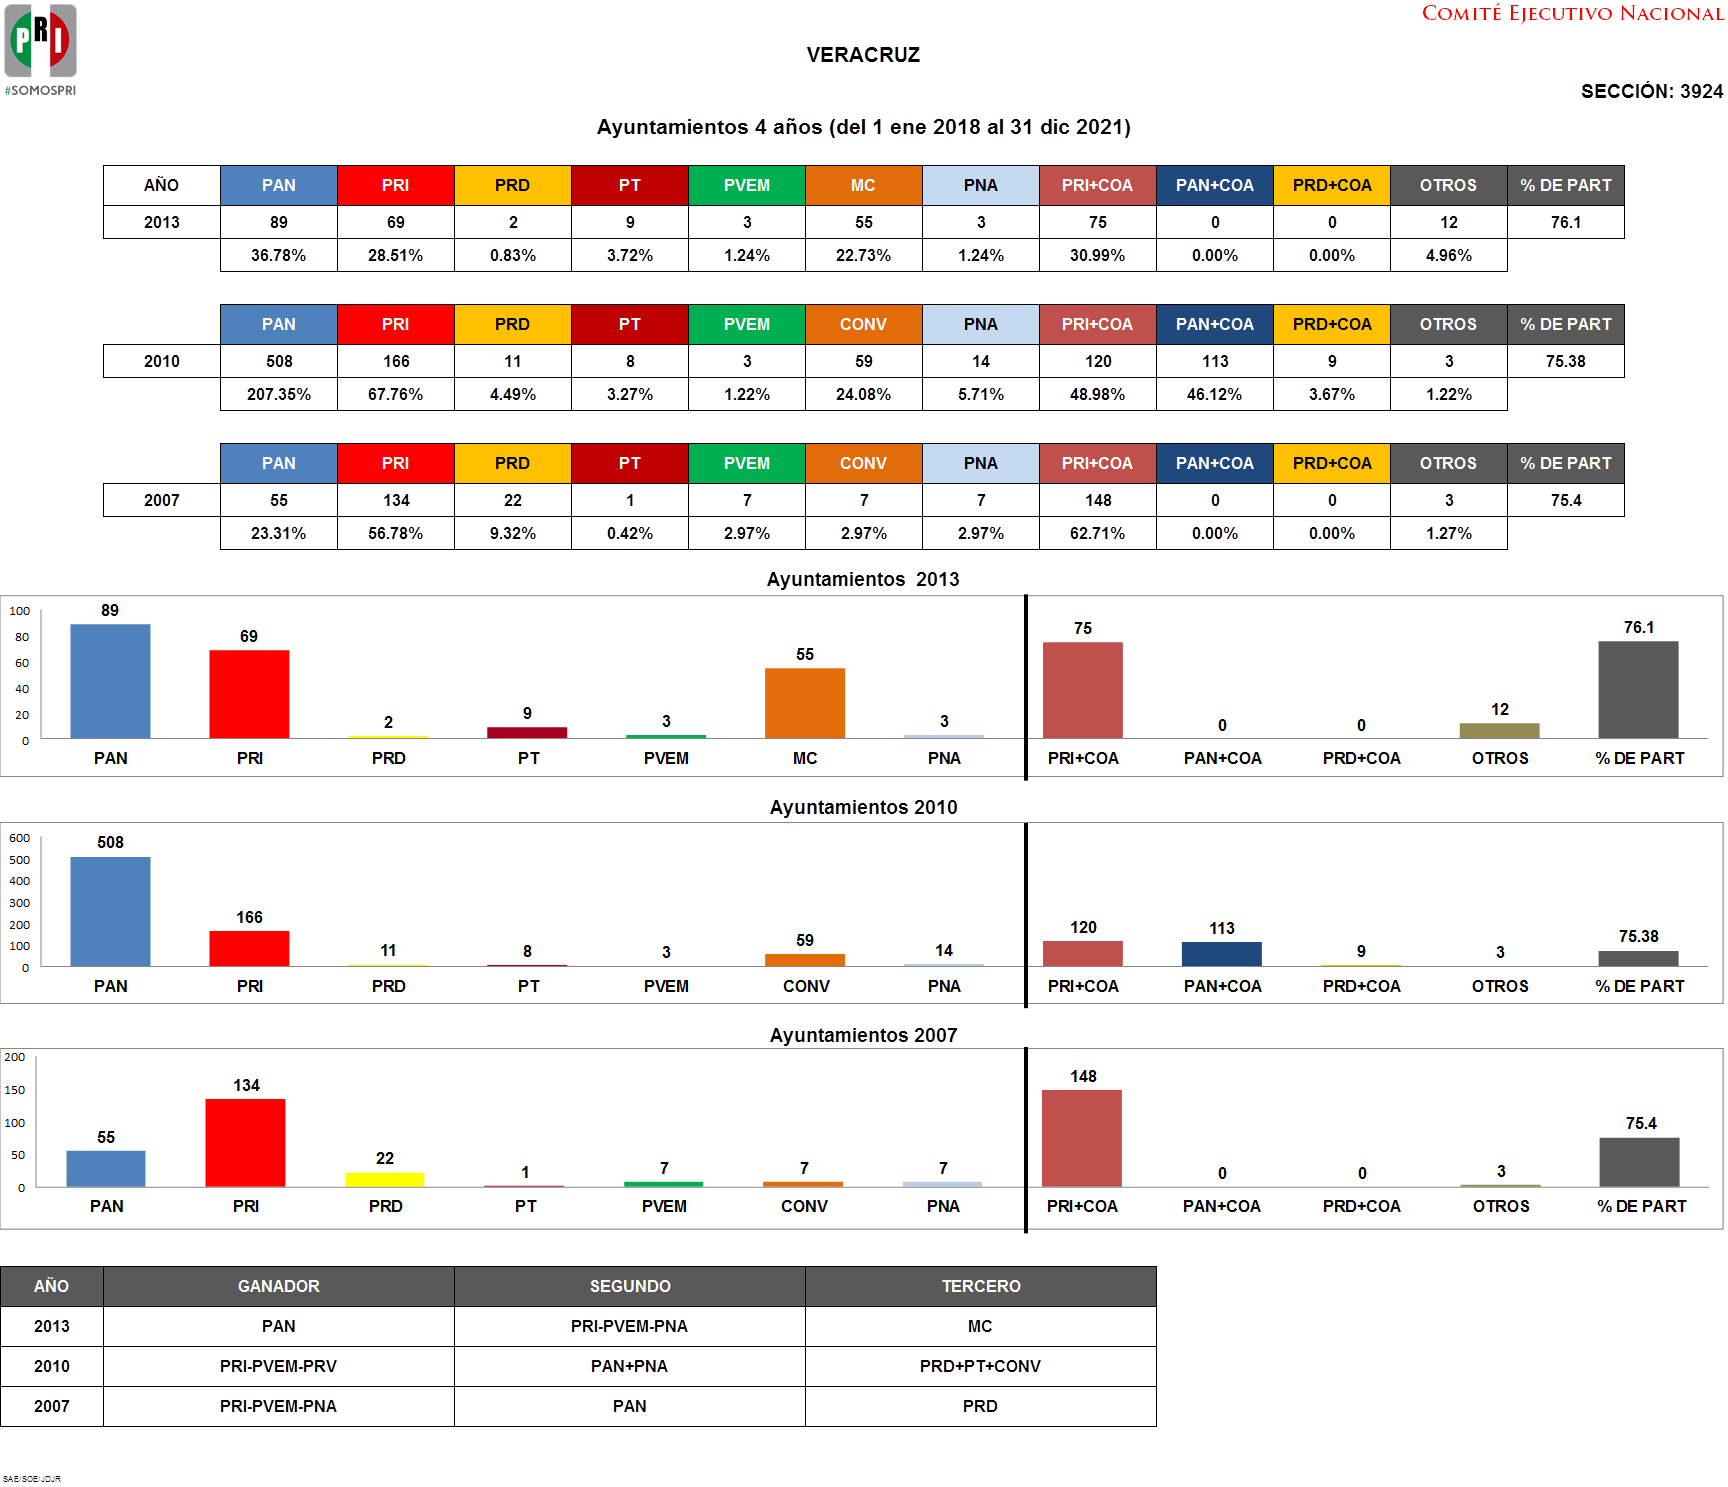 PRI
#SOMOSPRI
COMITÉ EJECUTIVO NACIONAL
VERACRUZ
SECCIÓN: 3924
Ayuntamientos 4 años (del 1 ene 2018 al 31 dic 2021)
AÑO PAN PRI PRD PT PVEM MC PNA PRI+COA PAN+COA PRD+COA OTROS % DE PART
2013 89 69 2 9 3 55 3 75 0 0 12 76.1
36.78% 28.51% 0.83% 3.72% 1.24% 22.73% 1.24% 30.99% 0.00% 0.00% 4.96%
PAN PRI PRD PT PVEM CONV PNA PRI+COA PAN+COA PRD+COA OTROS % DE PART
2010 508 166 11 8 3 59 14 120 113 9 3 75.38
207.35% 67.76% 4.49% 3.27% 1.22% 24.08% 5.71% 48.98% 46.12% 3.67% 1.22%
PAN PRI PRD PT PVEM CONV PNA PRI+COA PAN+COA PRD+COA OTROS % DE PART
2007 55 134 22 1 7 7 7 148 0 0 3 75.4
23.31% 56.78% 9.32% 0.42% 2.97% 2.97% 2.97% 62.71% 0.00% 0.00% 1.27%
Ayuntamientos 2013
100
80
60
40
20
0
89 69 2 9 3 55 3 75 0 0 12 76.1
PAN PRI PRD PT PVEM MC PNA PRI+COA PAN+COA PRD+COA OTROS % DE PART
Ayuntamientos 2010
600
500
400
300
200
100
0
508 166 11 8 3 59 14 120 113 9 3 75.38
PAN PRI PRD PT PVEM CONV PNA PRI+COA PAN+COA PRD+COA OTROS % DE PART
Ayuntamientos 2007
200
150
100
50
0
55 134 22 1 7 7 7 148 0 0 3 75.4
PAN PRI PRD PT PVEM CONV PNA PRI+COA PAN+COA PRD+COA OTROS % DE PART
AÑO GANADOR SEGUNDO TERCERO
2013 PAN PRI-PVEM-PNA MC
2010 PRI-PVEM-PRV PAN+PNA PRD+PT+CONV
2007 PRI-PVEM-PNA PAN PRD
SAE/SOE/JDJR